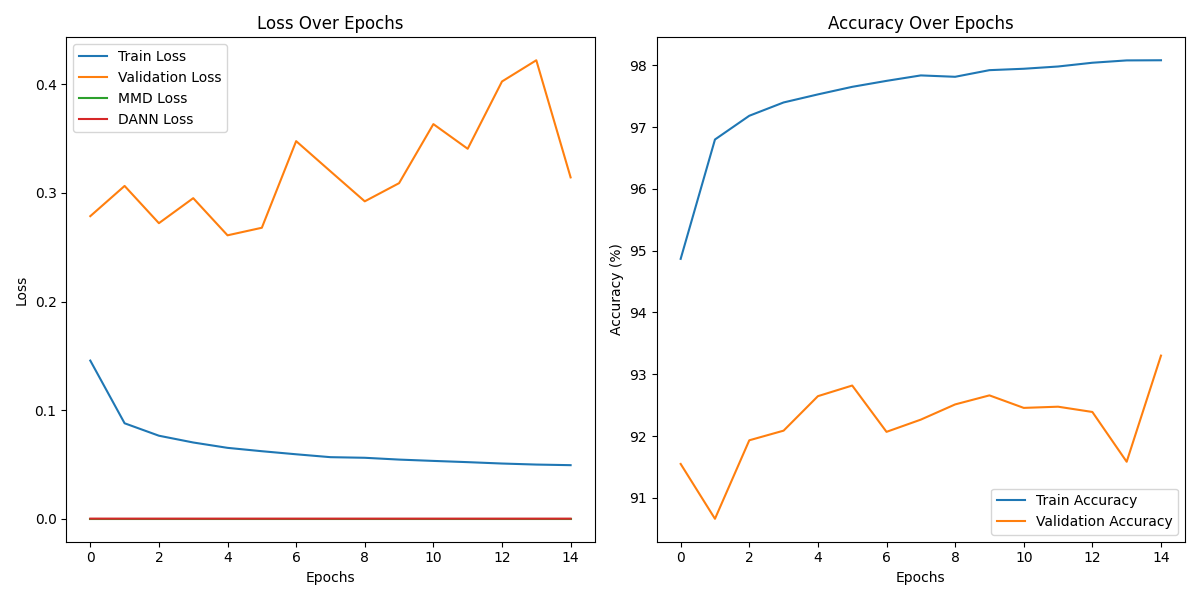 Loss Over Epochs
Train Loss
Validation Loss
MMD Loss
DANN Loss
0.4
0.3
0.2
0.1
0.0
Loss
0 2 4 6 8 10 12 14
Epochs
Accuracy Over Epochs
98
97
96
95
94
93
92
91
Accuracy (%)
Train Accuracy
Validation Accuracy
0 2 4 6 8 10 12 14
Epochs